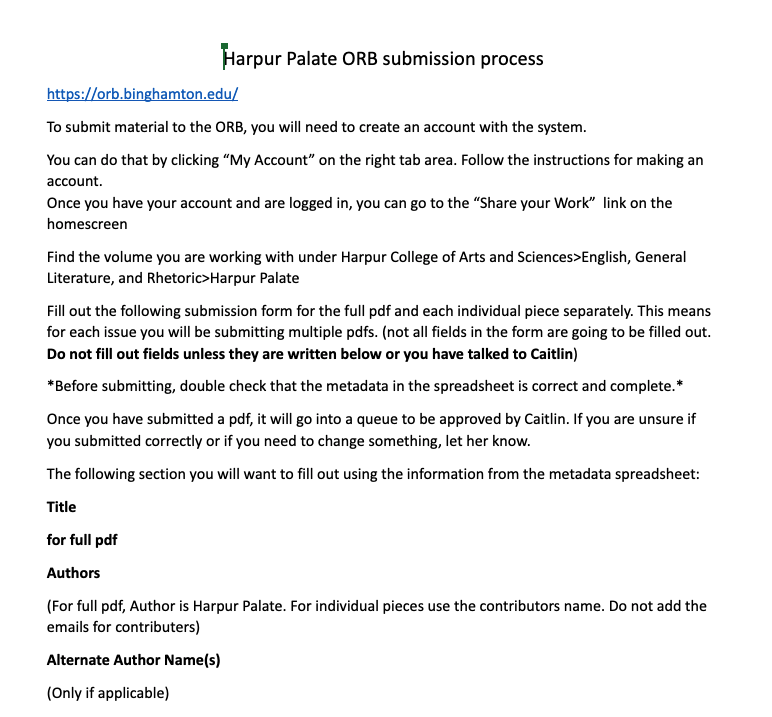 Harpur Palate ORB submission process
https://orb.binghamton.edu/
To submit material to the ORB, you will need to create an account with the system.
You can do that by clicking “My Account” on the right tab area. Follow the instructions for making an
account.
Once you have your account and are logged in, you can go to the “Share your Work”  link on the
homescreen
Find the volume you are working with under Harpur College of Arts and Sciences>English, General
Literature, and Rhetoric>Harpur Palate
Fill out the following submission form for the full pdf and each individual piece separately. This means
for each issue you will be submitting multiple pdfs. (not all fields in the form are going to be filled out.
Do not fill out fields unless they are written below or you have talked to Caitlin)
*Before submitting, double check that the metadata in the spreadsheet is correct and complete.*
Once you have submitted a pdf, it will go into a queue to be approved by Caitlin. If you are unsure if
you submitted correctly or if you need to change something, let her know.
The following section you will want to fill out using the information from the metadata spreadsheet:
Title
for full pdf
Authors
(For full pdf, Author is Harpur Palate. For individual pieces use the contributors name. Do not add the
emails for contributers)
Alternate Author Name(s)
(Only if applicable)